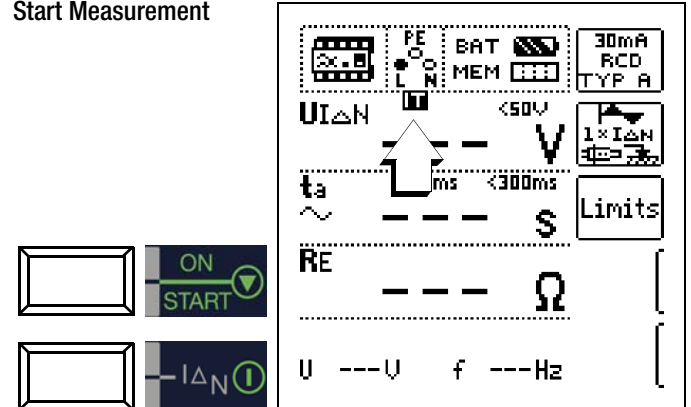 Start Measurement
PE
L N
BAT
MEM
30mA
RCD
TYP A
UI△N
<50V
--- V
1×I△N
ta
ms <300ms
~ --- s
Limits
RE
--- Ω
ON
START
I△N
U ---V f ---Hz